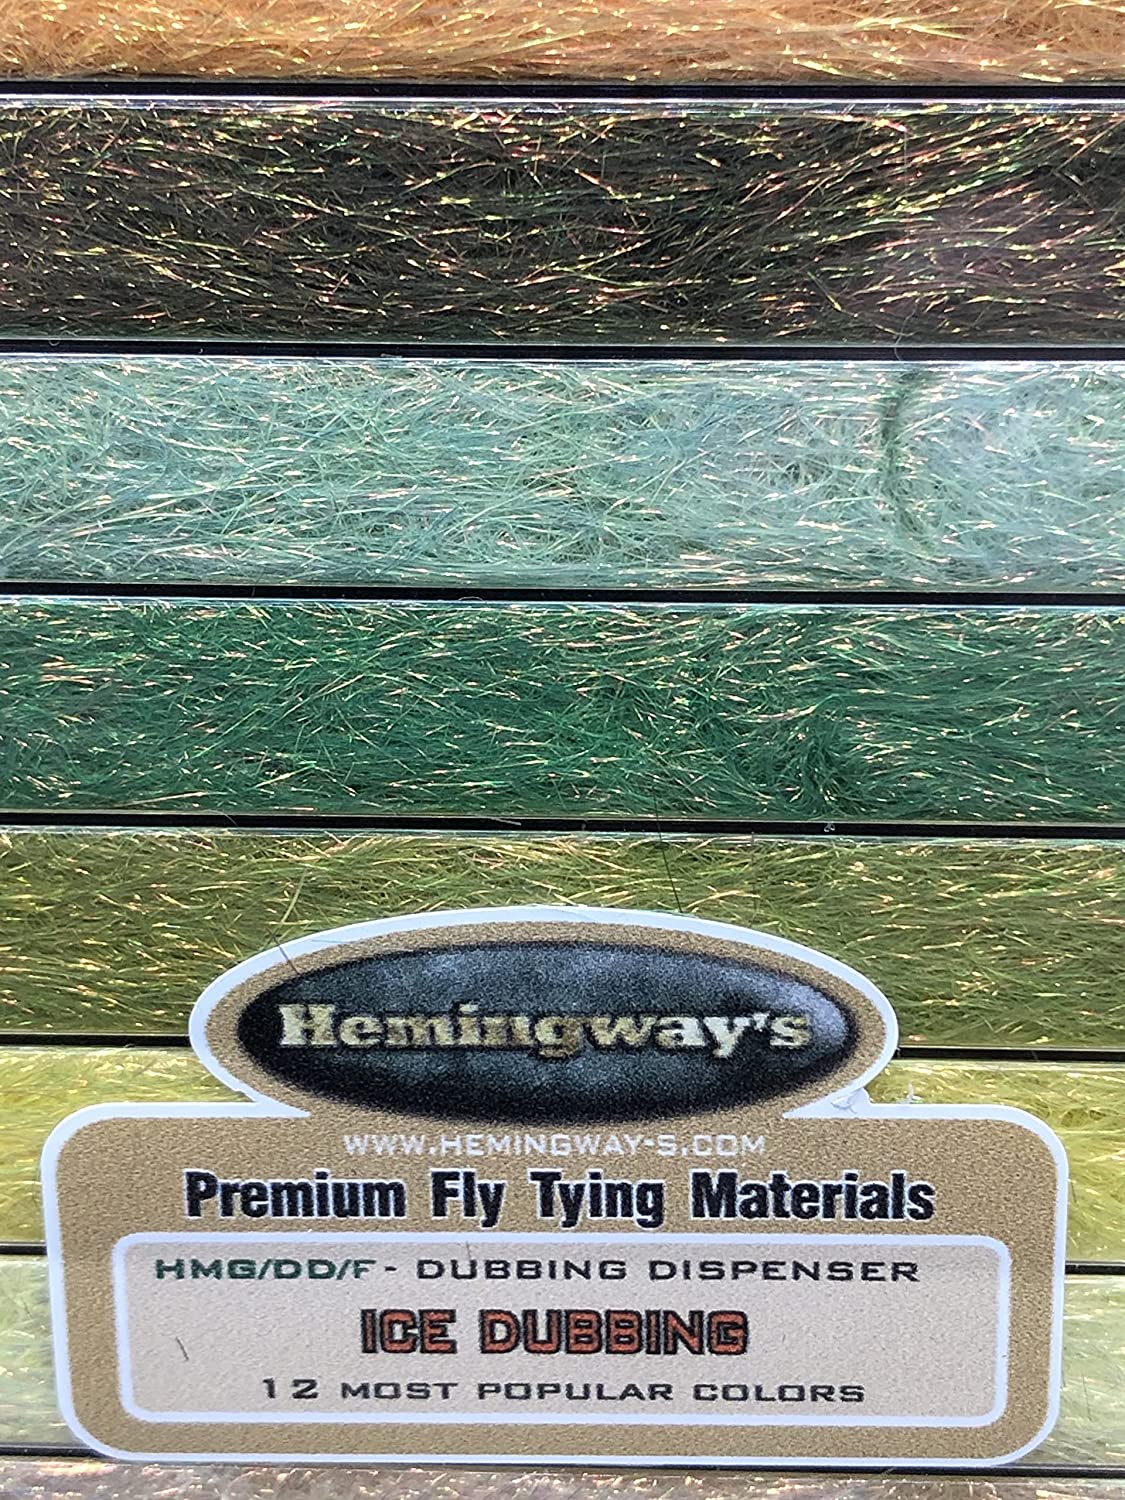 Hemingway's
WWW.HEMINGWAY-S.COM
Premium Fly Tying Materials
HMG/DD/F - DUBBING DISPENSER
ICE DUBBING
12 MOST POPULAR COLORS